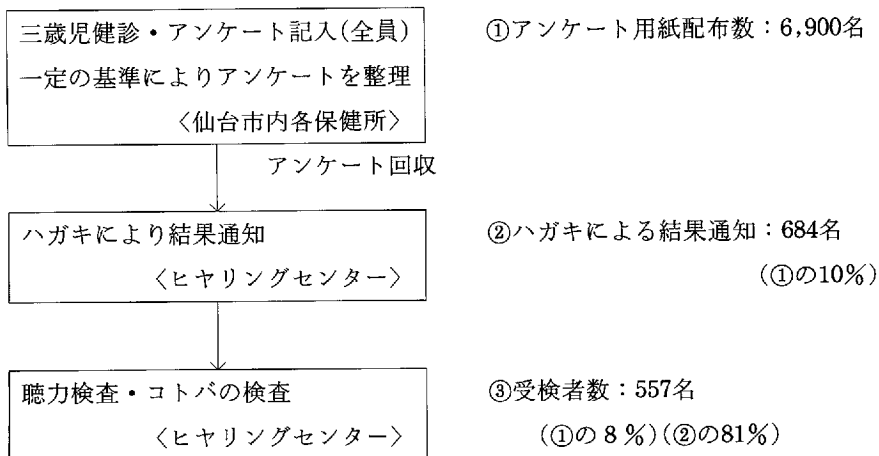 三歳児健診・アンケート記入(全員)
一定の基準によりアンケートを整理
〈仙台市内各保健所〉
①アンケート用紙配布数：6,900名
アンケート回収
ハガキにより結果通知
〈ヒヤリングセンター〉
②ハガキによる結果通知：684名
(①の10%)
聴力検査・コトバの検査
〈ヒヤリングセンター〉
③受検者数：557名
(①の8%)(②の81%)